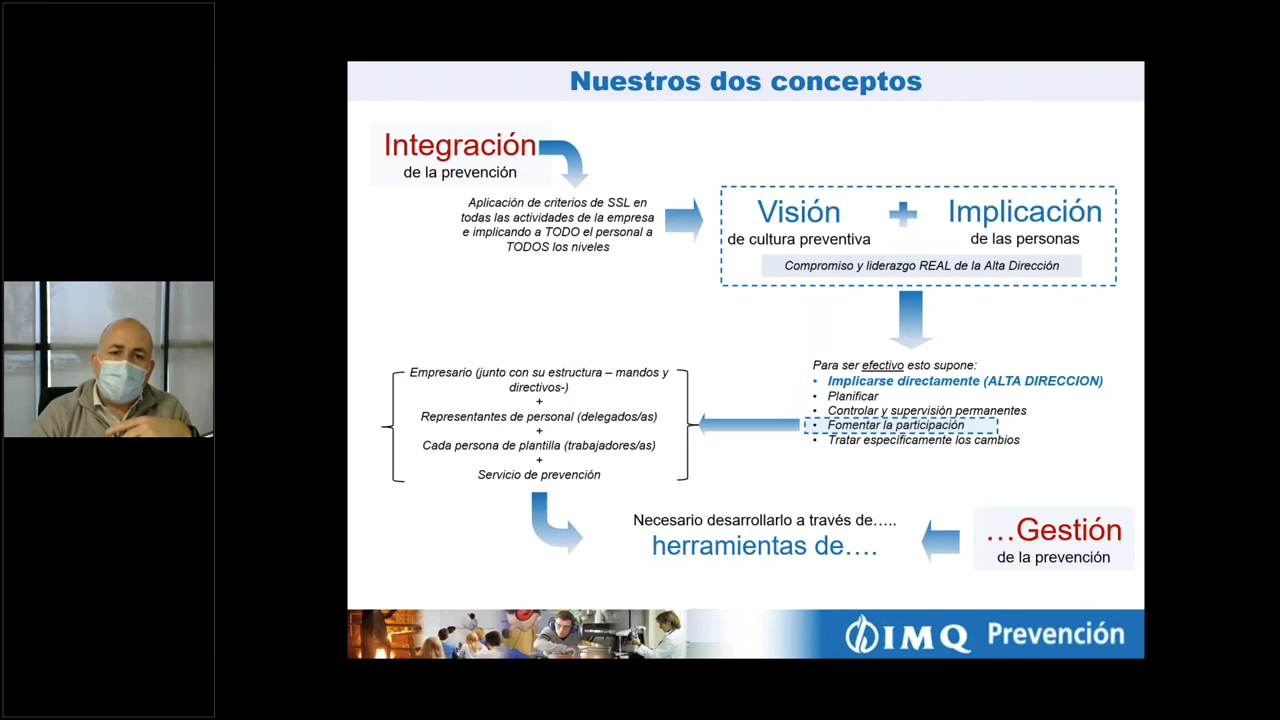 Nuestros dos conceptos
Integración
de la prevención
Aplicación de criterios de SSL en
todas las actividades de la empresa
e implicando a TODO el personal a
TODOS los niveles
Visión
de cultura preventiva
Implicación
de las personas
Compromiso y liderazgo REAL de la Alta Dirección
Para ser efectivo esto supone:
• Implicarse directamente (ALTA DIRECCION)
• Planificar
• Controlar y supervisión permanentes
• Fomentar la participación
• Tratar específicamente los cambios
Empresario (junto con su estructura – mandos y
directivos-)
+
Representantes de personal (delegados/as)
+
Cada persona de plantilla (trabajadores/as)
+
Servicio de prevención
Necesario desarrollarlo a través de…..
herramientas de….
…Gestión
de la prevención
IMQ Prevención